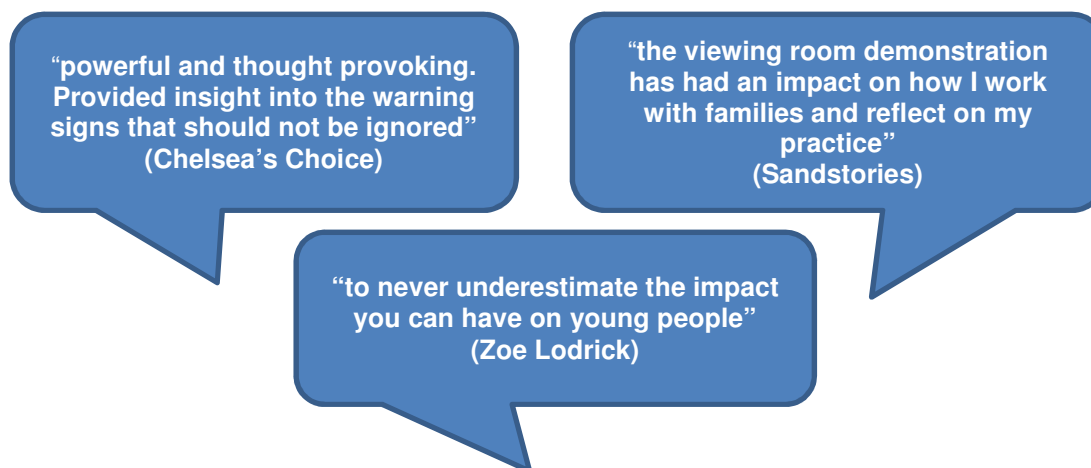 “powerful and thought provoking.
Provided insight into the warning
signs that should not be ignored”
(Chelsea’s Choice)
“the viewing room demonstration
has had an impact on how I work
with families and reflect on my
practice”
(Sandstories)
“to never underestimate the impact
you can have on young people”
(Zoe Lodrick)